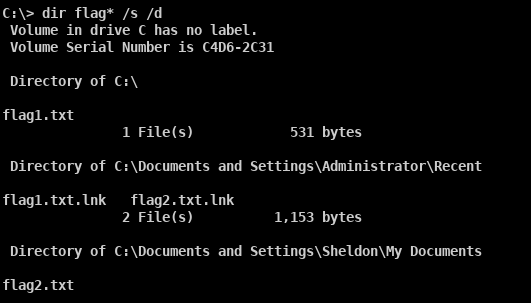 C:\> dir flag* /s /d
Volume in drive C has no label.
Volume Serial Number is C4D6-2C31
Directory of C:\
flag1.txt
1 File(s) 531 bytes
Directory of C:\Documents and Settings\Administrator\Recent
flag1.txt.lnk flag2.txt.lnk
2 File(s) 1,153 bytes
Directory of C:\Documents and Settings\Sheldon\My Documents
flag2.txt